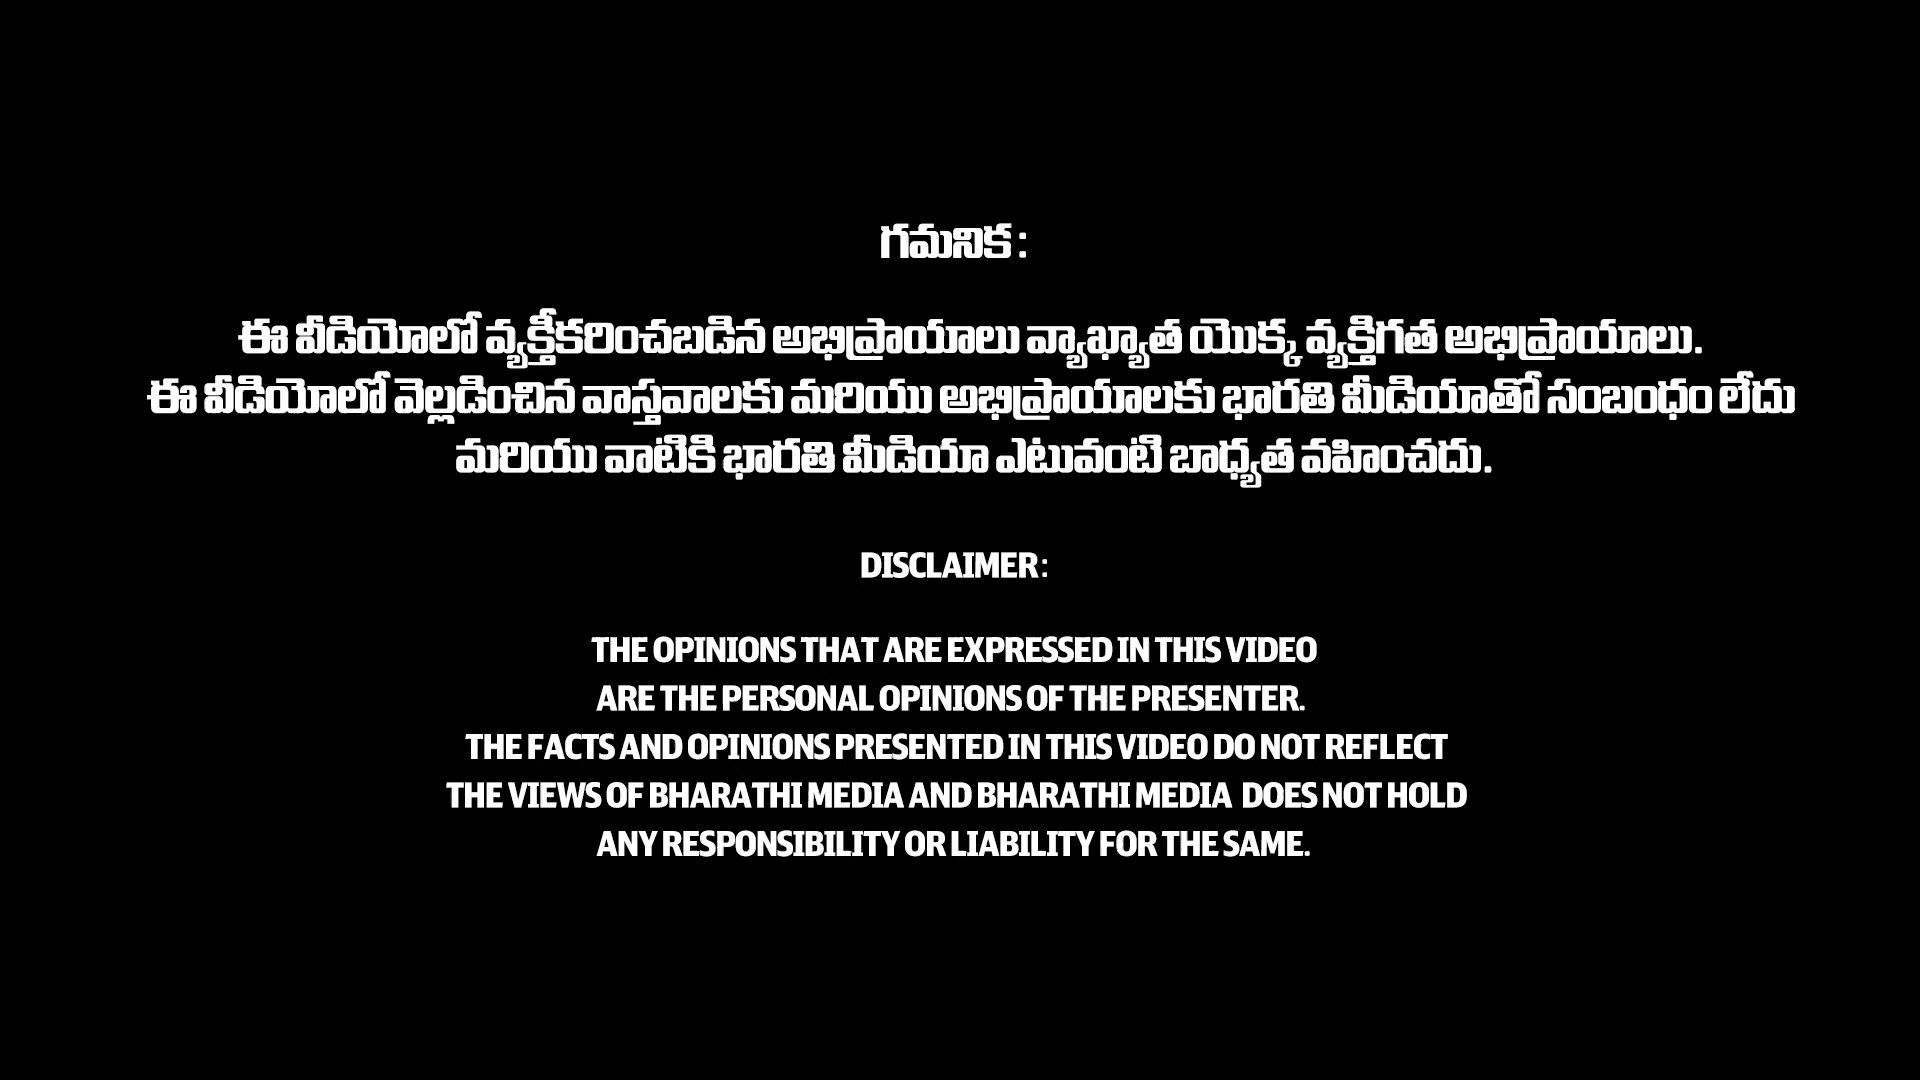 గమనిక :
ఈ వీడియోలో వ్యక్తీకరించబడిన అభిప్రాయాలు వ్యాఖ్యాత యొక్క వ్యక్తిగత అభిప్రాయాలు.
ఈ వీడియోలో వెల్లడించిన వాస్తవాలకు మరియు అభిప్రాయాలకు భారతి మీడియాతో సంబంధం లేదు
మరియు వాటికి భారతి మీడియా ఎటువంటి బాధ్యత వహించదు.
DISCLAIMER :
THE OPINIONS THAT ARE EXPRESSED IN THIS VIDEO
ARE THE PERSONAL OPINIONS OF THE PRESENTER.
THE FACTS AND OPINIONS PRESENTED IN THIS VIDEO DO NOT REFLECT
THE VIEWS OF BHARATHI MEDIA AND BHARATHI MEDIA DOES NOT HOLD
ANY RESPONSIBILITY OR LIABILITY FOR THE SAME.